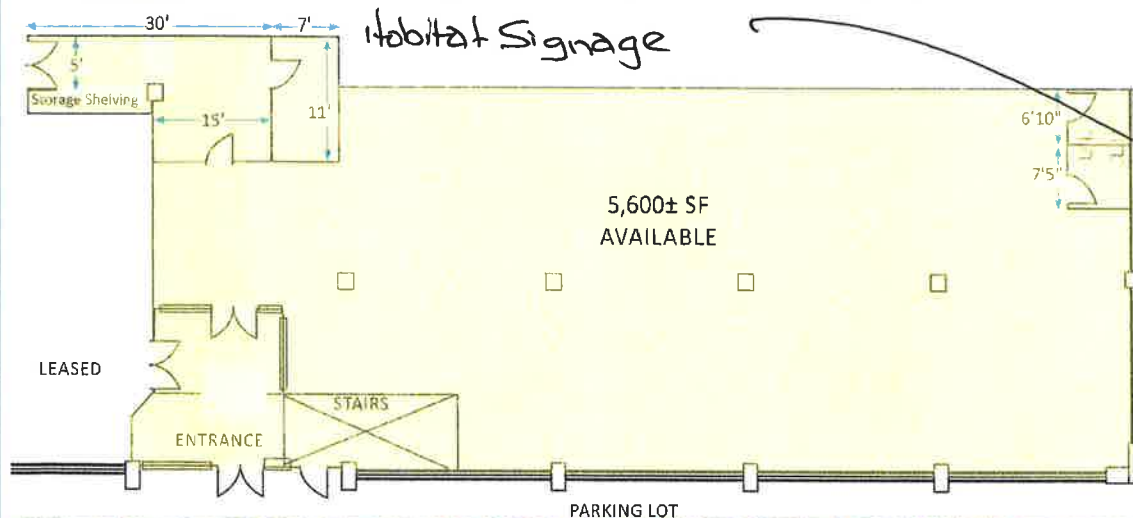 30'
7'
Hobitat Signage
5'
Storage Shelving
15'
11'
6'10"
7'5"
5,600± SF
AVAILABLE
LEASED
STAIRS
ENTRANCE
PARKING LOT